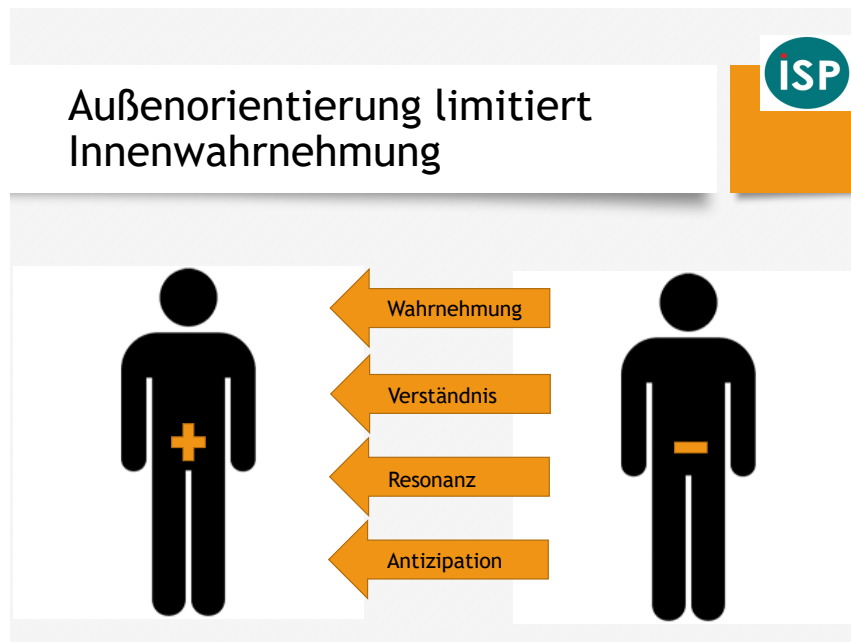 iSP
Außenorientierung limitiert
Innenwahrnehmung
Wahrnehmung
Verständnis
Resonanz
Antizipation